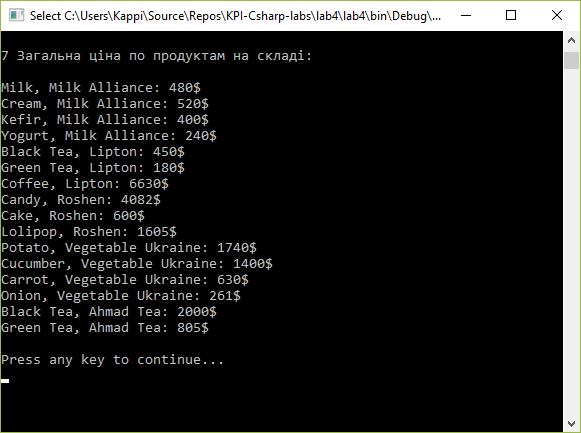 Select C:\Users\Kappi\Source\Repos\KPI-Csharp-labs\lab4\lab4\bin\Debug\...
7 Загальна ціна по продуктам на складі:
Milk, Milk Alliance: 480$
Cream, Milk Alliance: 520$
Kefir, Milk Alliance: 400$
Yogurt, Milk Alliance: 240$
Black Tea, Lipton: 450$
Green Tea, Lipton: 180$
Coffee, Lipton: 6630$
Candy, Roshen: 4082$
Cake, Roshen: 600$
Lolipop, Roshen: 1605$
Potato, Vegetable Ukraine: 1740$
Cucumber, Vegetable Ukraine: 1400$
Carrot, Vegetable Ukraine: 630$
Onion, Vegetable Ukraine: 261$
Black Tea, Ahmad Tea: 2000$
Green Tea, Ahmad Tea: 805$
Press any key to continue...